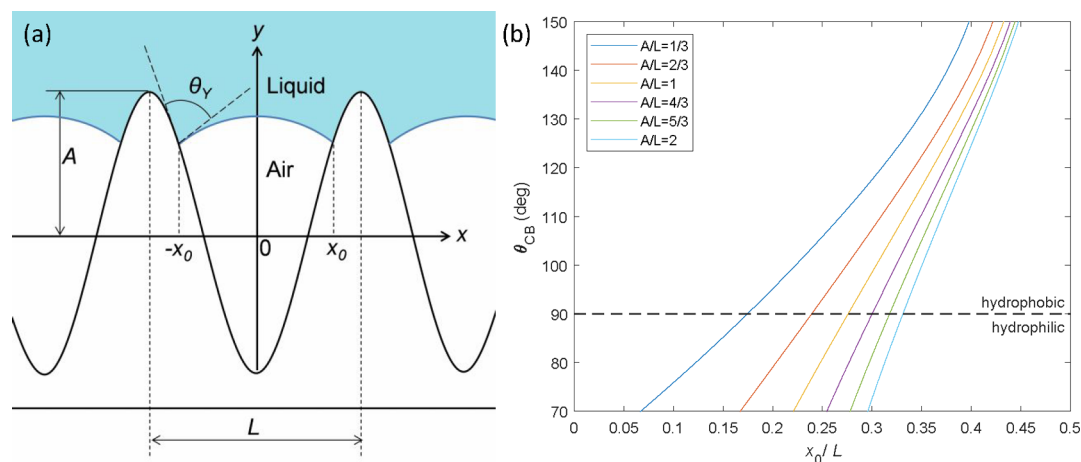 (a)
y
θY
Liquid
A
Air
x
-x0
0
x0
L
(b)
150
140
130
120
110
100
90
80
70
θCB (deg)
A/L=1/3
A/L=2/3
A/L=1
A/L=4/3
A/L=5/3
A/L=2
hydrophobic
hydrophilic
0
0.05
0.1
0.15
0.2
0.25
0.3
0.35
0.4
0.45
0.5
x0/ L